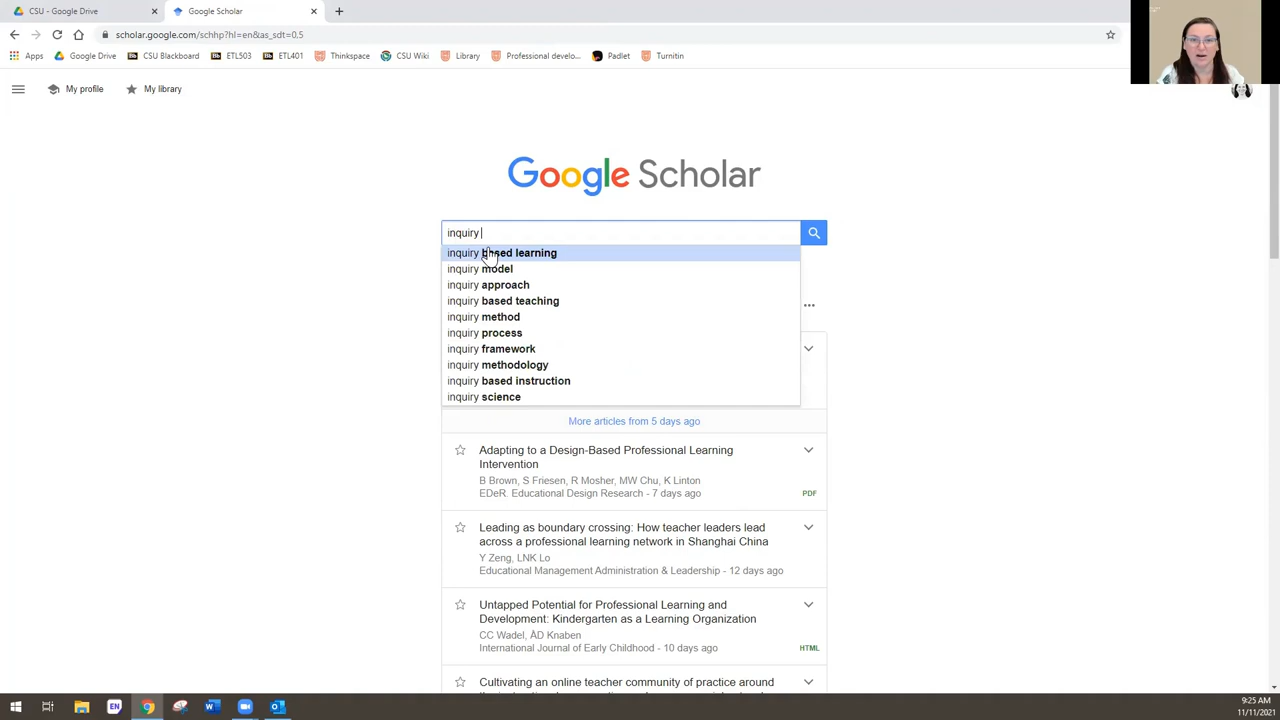 CSU - Google Drive
Google Scholar
scholar.google.com/schhp?hl=en&as_sdt=0,5
Apps
Google Drive
Bb CSU Blackboard
Bb ETL503
Bb ETL401
Thinkspace
CSU Wiki
Library
Professional develo...
Padlet
Turnitin
My profile
My library
Google Scholar
inquiry
inquiry based learning
inquiry model
inquiry approach
inquiry based teaching
inquiry method
inquiry process
inquiry framework
inquiry methodology
inquiry based instruction
inquiry science
More articles from 5 days ago
Adapting to a Design-Based Professional Learning
Intervention
B Brown, S Friesen, R Mosher, MW Chu, K Linton
EDeR. Educational Design Research - 7 days ago
PDF
Leading as boundary crossing: How teacher leaders lead
across a professional learning network in Shanghai China
Y Zeng, LNK Lo
Educational Management Administration & Leadership - 12 days ago
Untapped Potential for Professional Learning and
Development: Kindergarten as a Learning Organization
CC Wadel, ÅD Knaben
International Journal of Early Childhood - 10 days ago
HTML
Cultivating an online teacher community of practice around
EN
9:25 AM
11/11/2021